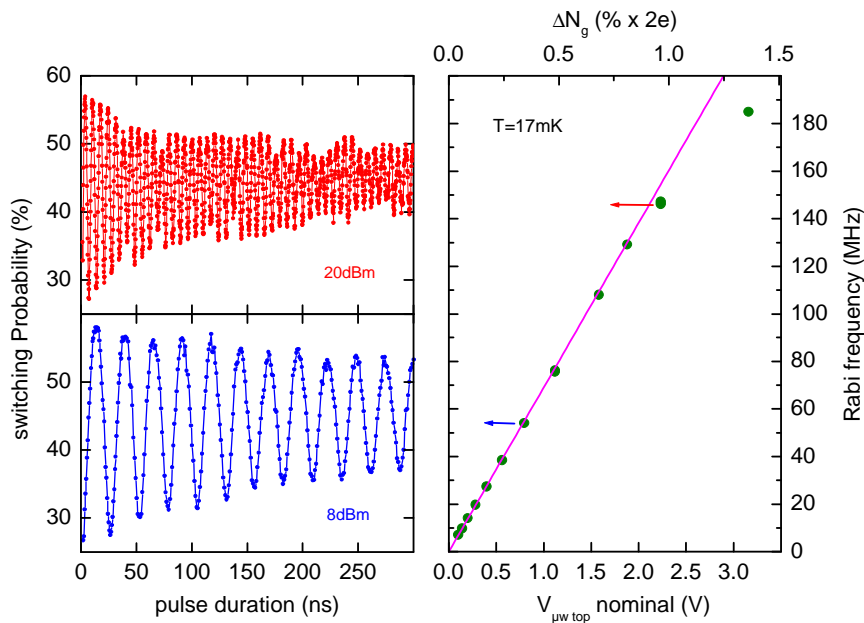 ΔN_g (% x 2e)
0.0 0.5 1.0 1.5
60
50
40
30
20dBm
50
40
30
8dBm
switching Probability (%)
0 50 100 150 200 250
pulse duration (ns)
T=17mK
180
160
140
120
100
80
60
40
20
0
Rabi frequency (MHz)
0.0 0.5 1.0 1.5 2.0 2.5 3.0
V_μw top nominal (V)